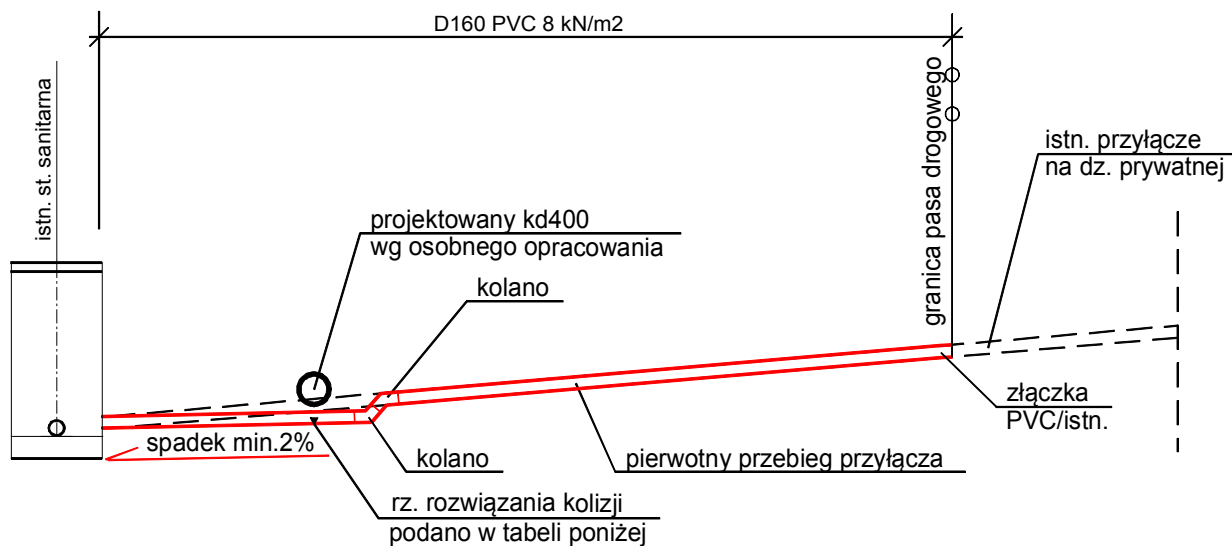 D160 PVC 8 kN/m2
istn. st. sanitarna
granica pasa drogowego
istn. przyłącze
na dz. prywatnej
projektowany kd400
wg osobnego opracowania
kolano
złączka
PVC/istn.
spadek min.2%
kolano
pierwotny przebieg przyłącza
rz. rozwiązania kolizji
podano w tabeli poniżej